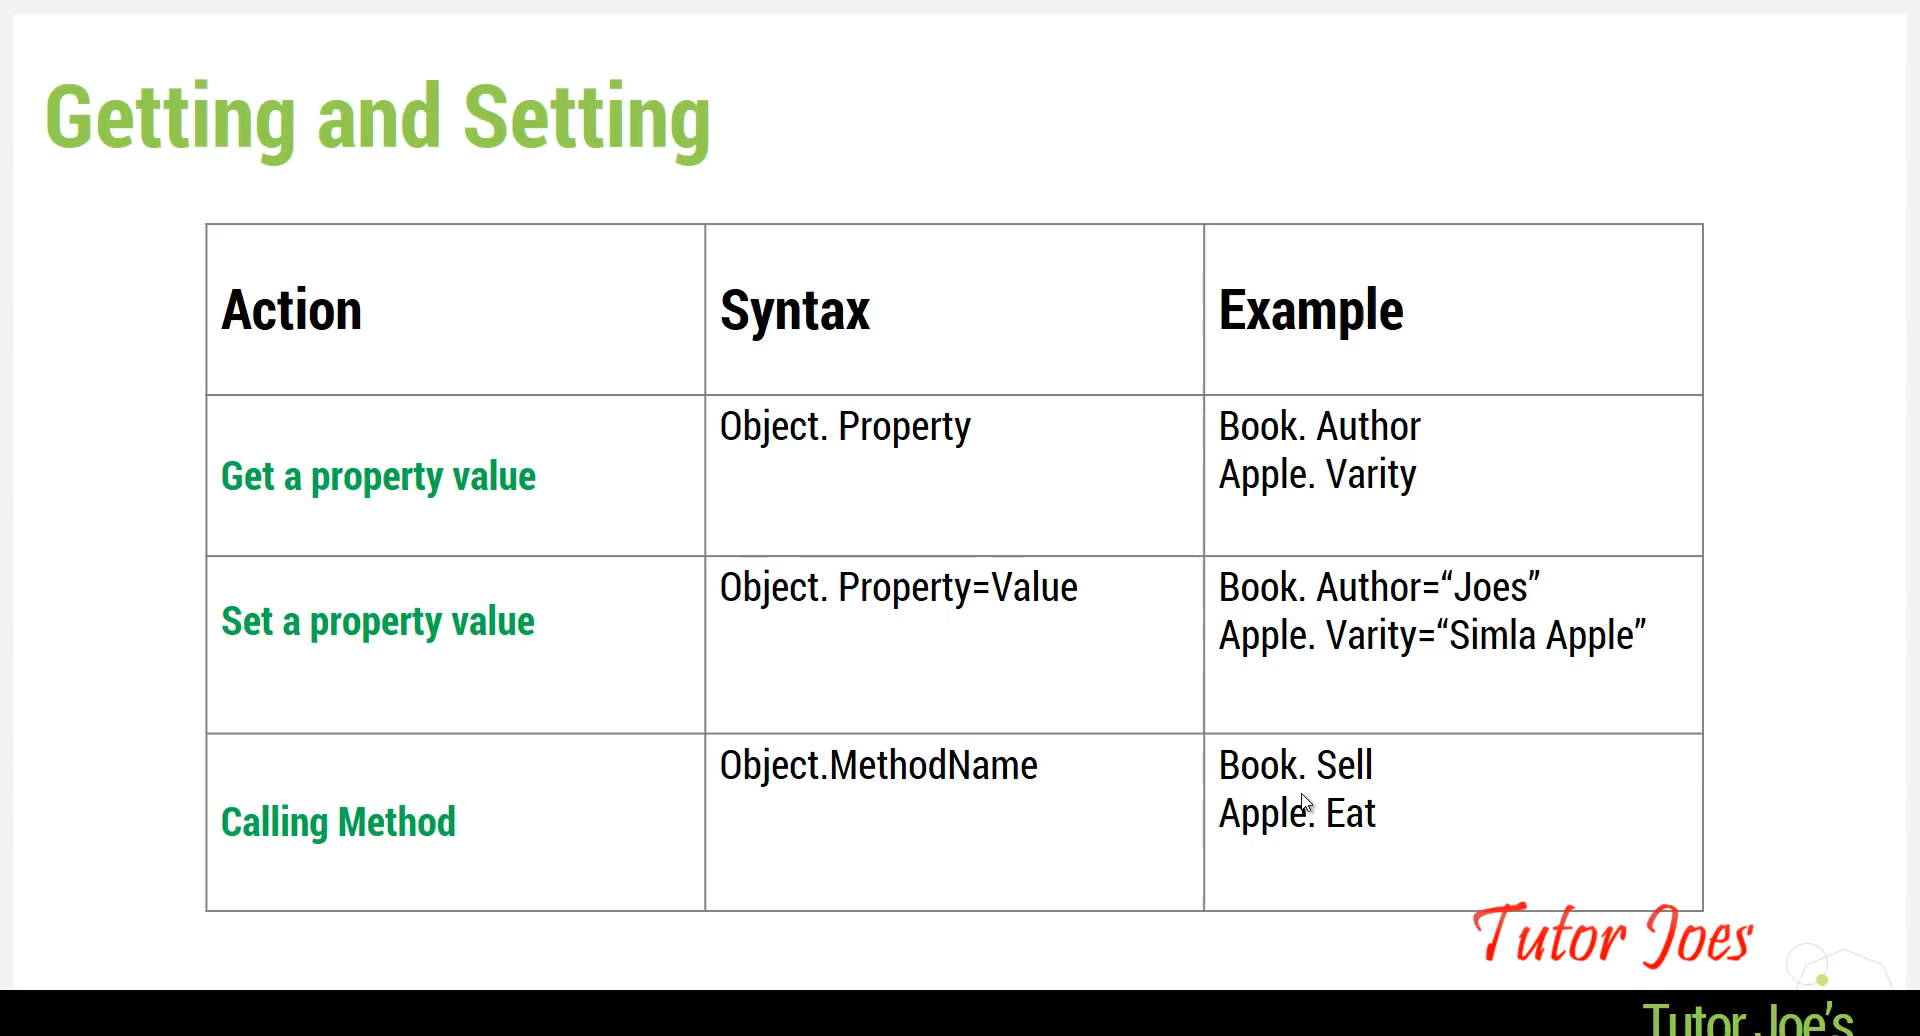 Getting and Setting
Action
Syntax
Example
Get a property value
Object. Property
Book. Author
Apple. Varity
Set a property value
Object. Property=Value
Book. Author=“Joes”
Apple. Varity=“Simla Apple”
Calling Method
Object.MethodName
Book. Sell
Apple. Eat
Tutor Joes
Tutor Joe’s